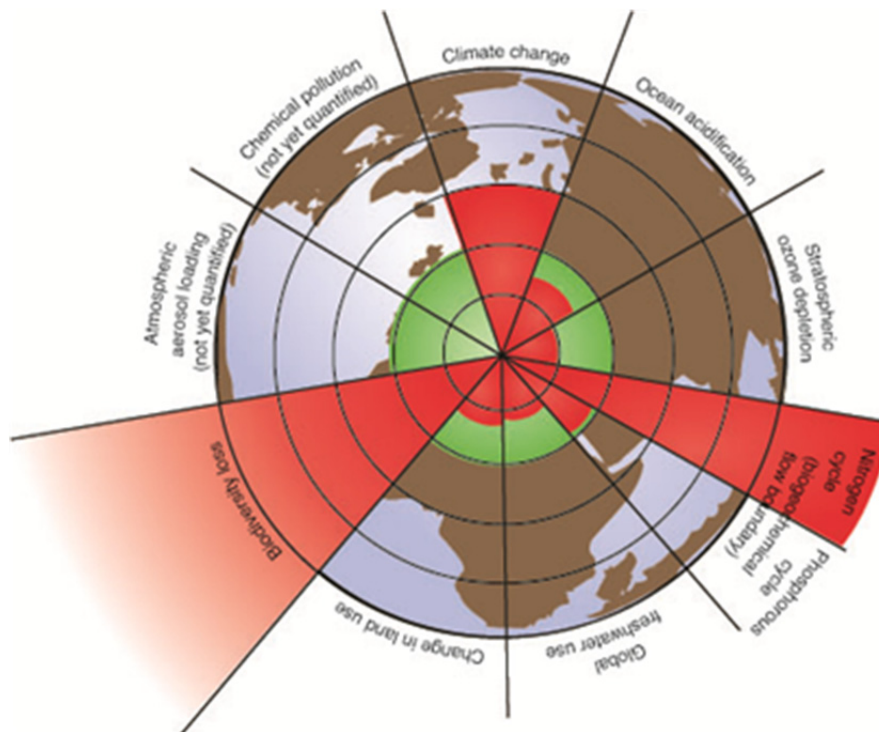 Climate change
Ocean acidification
Stratospheric
ozone depletion
Nitrogen
cycle
(biogeochemical
flow boundary)
Phosphorous
cycle
Global
freshwater use
Change in land use
Biodiversity loss
Atmospheric
aerosol loading
(not yet quantified)
Chemical pollution
(not yet quantified)